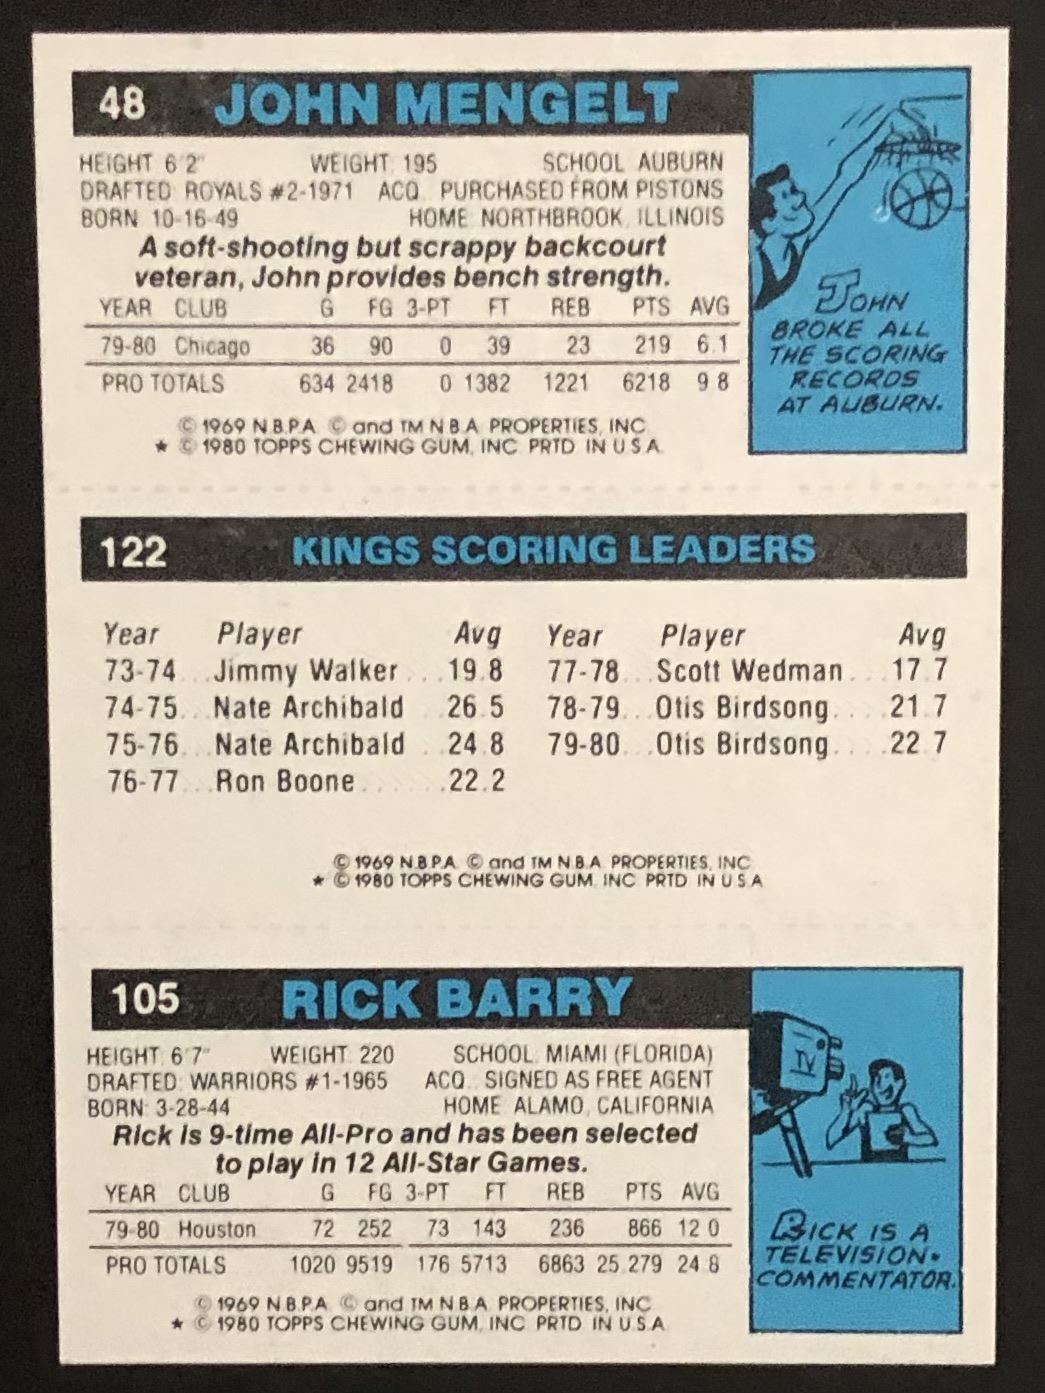 48 JOHN MENGELT
HEIGHT 6'2" WEIGHT 195 SCHOOL AUBURN
DRAFTED ROYALS #2-1971 ACQ. PURCHASED FROM PISTONS
BORN 10-16-49 HOME NORTHBROOK, ILLINOIS
A soft-shooting but scrappy backcourt
veteran, John provides bench strength.
YEAR CLUB G FG 3-PT FT REB PTS AVG
79-80 Chicago 36 90 0 39 23 219 6.1
PRO TOTALS 634 2418 0 1382 1221 6218 9.8
© 1969 N.B.P.A. © and TM N.B.A. PROPERTIES, INC.
★ © 1980 TOPPS CHEWING GUM, INC. PRTD. IN U.S.A.
JOHN
BROKE ALL
THE SCORING
RECORDS
AT AUBURN.
122 KINGS SCORING LEADERS
Year Player Avg Year Player Avg
73-74...Jimmy Walker...19.8 77-78...Scott Wedman...17.7
74-75...Nate Archibald...26.5 78-79...Otis Birdsong....21.7
75-76...Nate Archibald...24.8 79-80...Otis Birdsong....22.7
76-77...Ron Boone.......22.2
© 1969 N.B.P.A. © and TM N.B.A. PROPERTIES, INC.
★ © 1980 TOPPS CHEWING GUM, INC. PRTD. IN U.S.A.
105 RICK BARRY
HEIGHT: 6'7" WEIGHT: 220 SCHOOL: MIAMI (FLORIDA)
DRAFTED: WARRIORS #1-1965 ACQ.: SIGNED AS FREE AGENT
BORN: 3-28-44 HOME: ALAMO, CALIFORNIA
Rick is 9-time All-Pro and has been selected
to play in 12 All-Star Games.
YEAR CLUB G FG 3-PT FT REB PTS AVG
79-80 Houston 72 252 73 143 236 866 12.0
PRO TOTALS 1020 9519 176 5713 6863 25,279 24.8
© 1969 N.B.P.A. © and TM N.B.A. PROPERTIES, INC.
★ © 1980 TOPPS CHEWING GUM, INC. PRTD. IN U.S.A.
TV
RICK IS A
TELEVISION
COMMENTATOR.